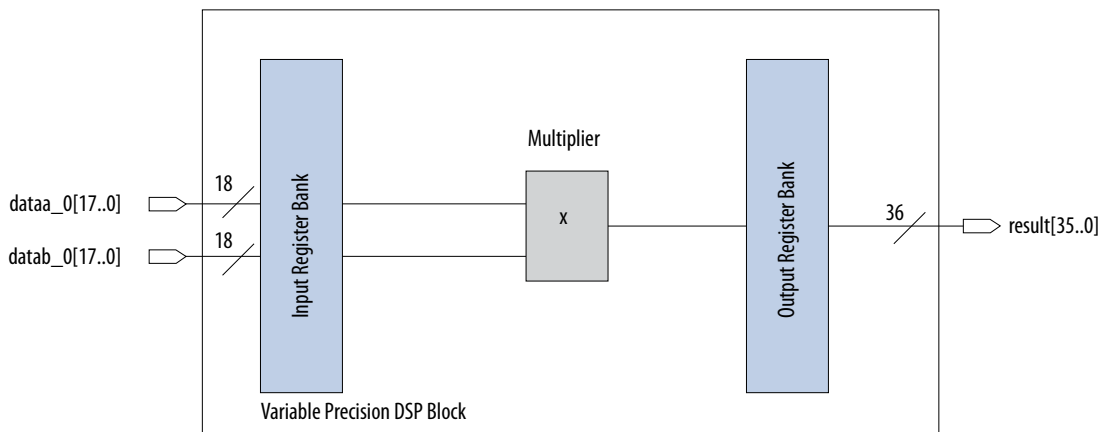 Multiplier
dataa_0[17..0]
18
datab_0[17..0]
18
Input Register Bank
x
Output Register Bank
36
result[35..0]
Variable Precision DSP Block